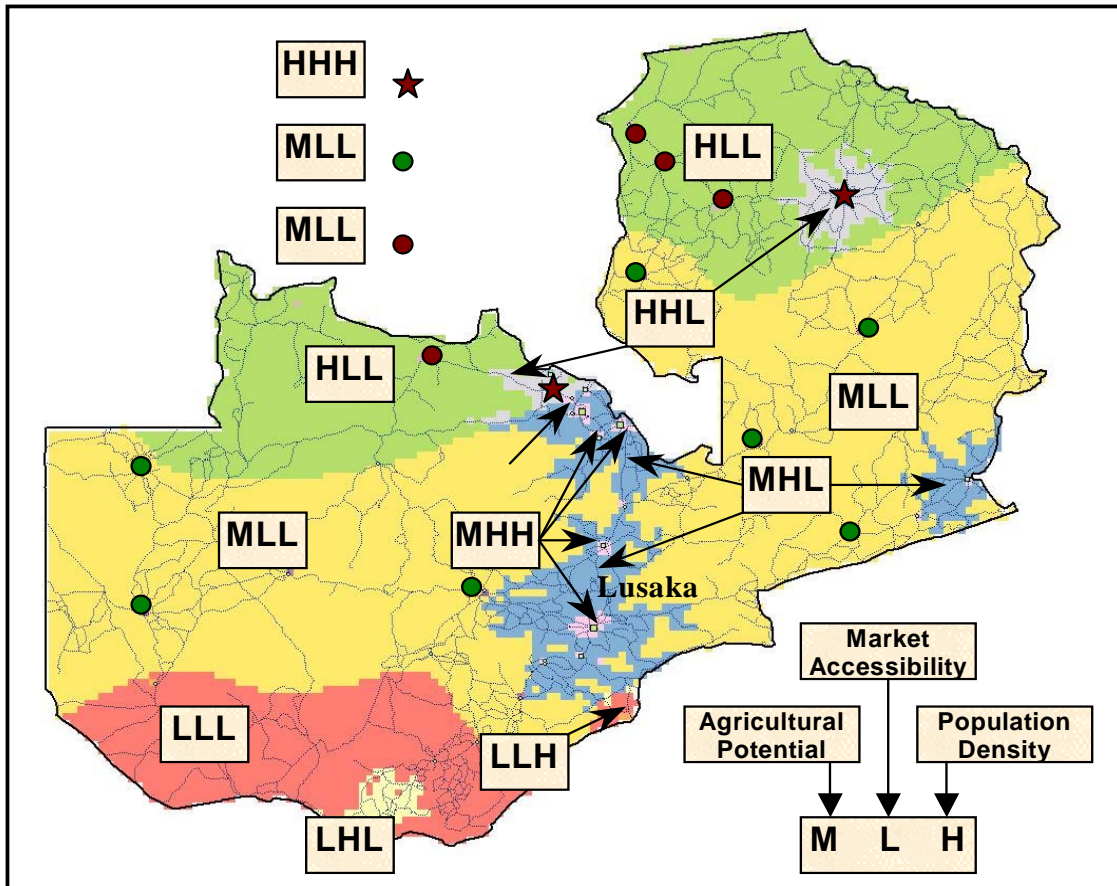 HHH
MLL
MLL
HLL
HHL
HLL
MLL
MHL
MLL
MHH
Lusaka
LLL
LLH
LHL
Market
Accessibility
Agricultural
Potential
Population
Density
M L H